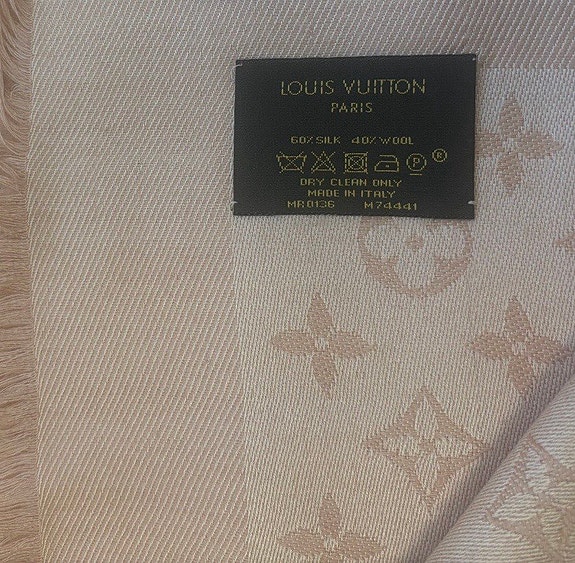 LOUIS VUITTON
PARIS
60% SILK 40% WOOL
P ®
DRY CLEAN ONLY
MADE IN ITALY
MR0136 M74441